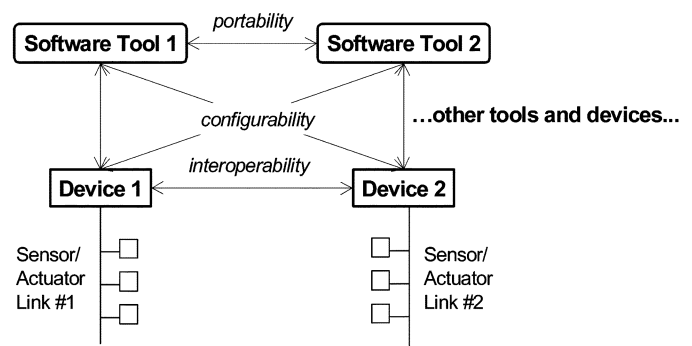 portability
Software Tool 1
Software Tool 2
configurability
...other tools and devices...
interoperability
Device 1
Device 2
Sensor/
Actuator
Link #1
Sensor/
Actuator
Link #2